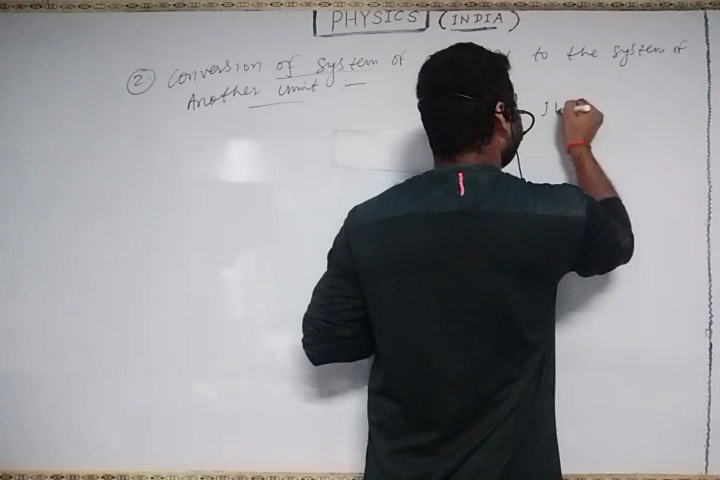 PHYSICS (INDIA)
2. Conversion of System of to the System of
Another unit :-